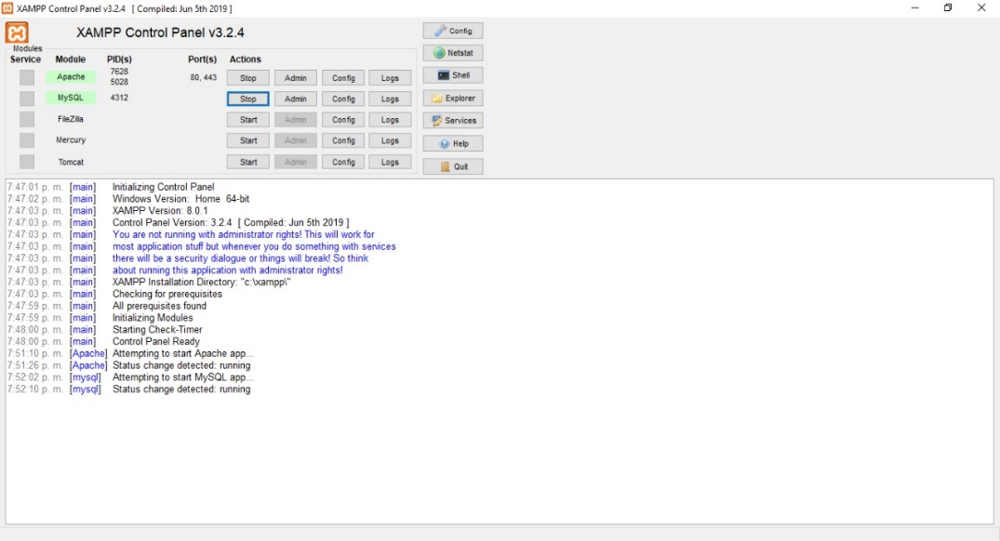 XAMPP Control Panel v3.2.4 [ Compiled: Jun 5th 2019 ]
XAMPP Control Panel v3.2.4
Config
Modules
Service Module PID(s) Port(s) Actions
Netstat
Apache 7628 5028 80, 443 Stop Admin Config Logs
Shell
MySQL 4312 Stop Admin Config Logs
Explorer
FileZilla Start Admin Config Logs
Services
Mercury Start Admin Config Logs
Help
Tomcat Start Admin Config Logs
Quit
7:47:01 p. m. [main] Initializing Control Panel
7:47:02 p. m. [main] Windows Version: Home 64-bit
7:47:03 p. m. [main] XAMPP Version: 8.0.1
7:47:03 p. m. [main] Control Panel Version: 3.2.4 [ Compiled: Jun 5th 2019 ]
7:47:03 p. m. [main] You are not running with administrator rights! This will work for
7:47:03 p. m. [main] most application stuff but whenever you do something with services
7:47:03 p. m. [main] there will be a security dialogue or things will break! So think
7:47:03 p. m. [main] about running this application with administrator rights!
7:47:03 p. m. [main] XAMPP Installation Directory: "c:\xampp\"
7:47:03 p. m. [main] Checking for prerequisites
7:47:59 p. m. [main] All prerequisites found
7:47:59 p. m. [main] Initializing Modules
7:48:00 p. m. [main] Starting Check-Timer
7:48:00 p. m. [main] Control Panel Ready
7:51:10 p. m. [Apache] Attempting to start Apache app...
7:51:26 p. m. [Apache] Status change detected: running
7:52:02 p. m. [mysql] Attempting to start MySQL app...
7:52:10 p. m. [mysql] Status change detected: running